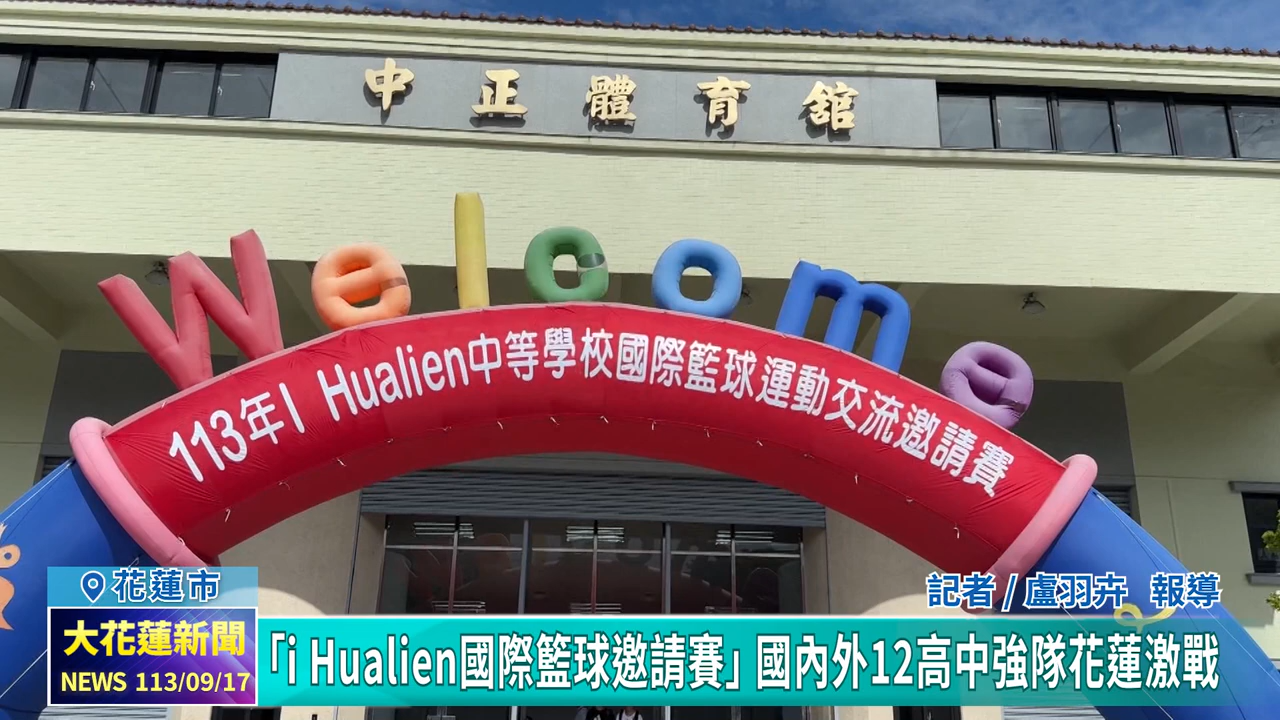 中正體育館
Welcome
113年I Hualien中等學校國際籃球運動交流邀請賽
花蓮市
記者/盧羽卉 報導
大花蓮新聞
NEWS 113/09/17
「i Hualien國際籃球邀請賽」國內外12高中強隊花蓮激戰